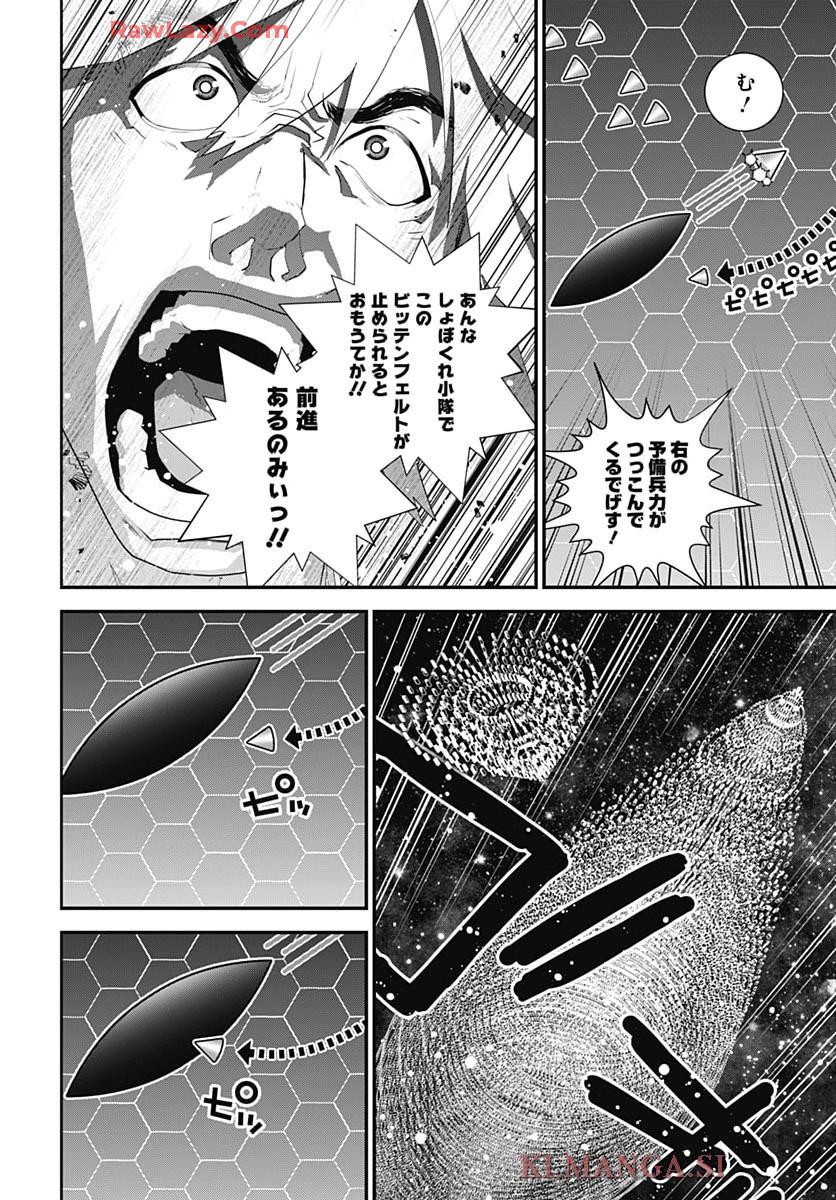 RawLazy.Com
む!
ピピピピピ
右の
予備兵力が
つっこんで
くるでげす!
あんな
しょぼくれ小隊で
この
ビッテンフェルトが
止められると
おもうてか!!
前進
あるのみぃっ!!
ピッ
ピッ
KLMANGA.SI